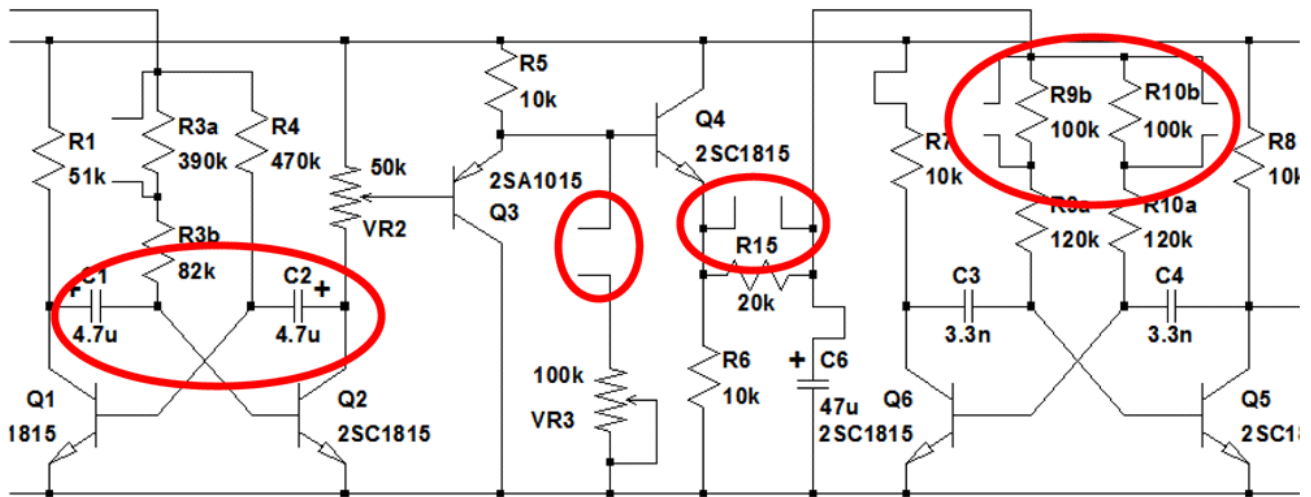 R1
51k
R3a
390k
R4
470k
R3b
82k
C1
+
4.7u
C2
+
4.7u
Q1
1815
Q2
2SC1815
50k
VR2
R5
10k
2SA1015
Q3
Q4
2SC1815
100k
VR3
R15
20k
R6
10k
+
C6
47u
R7
10k
R9b
100k
R10b
100k
R8
10k
R9a
120k
R10a
120k
C3
3.3n
C4
3.3n
Q6
2SC1815
Q5
2SC18